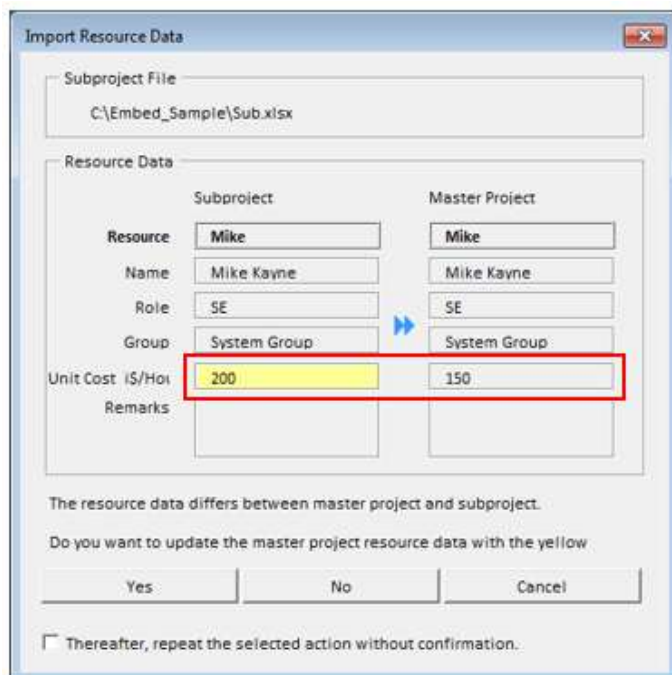 Import Resource Data
Subproject File
C:\Embed_Sample\Sub.xlsx
Resource Data
Subproject Master Project
Resource Mike Mike
Name Mike Kayne Mike Kayne
Role SE SE
Group System Group System Group
Unit Cost ($/Hou 200 150
Remarks
The resource data differs between master project and subproject.
Do you want to update the master project resource data with the yellow
Yes No Cancel
Thereafter, repeat the selected action without confirmation.